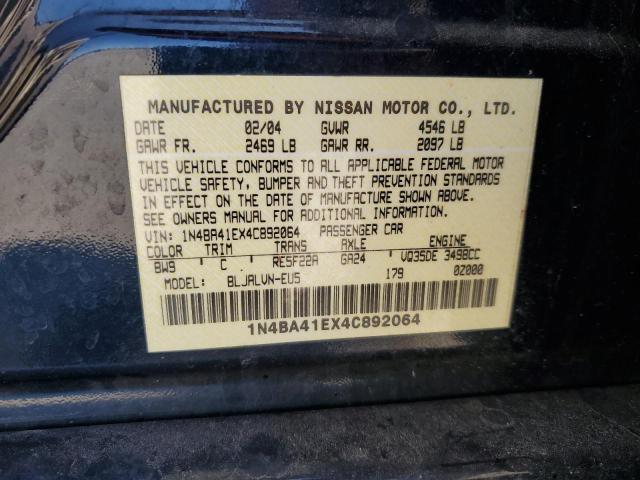 MANUFACTURED BY NISSAN MOTOR CO., LTD.
DATE 02/04 GVWR 4546 LB
GAWR FR. 2469 LB GAWR RR. 2097 LB
THIS VEHICLE CONFORMS TO ALL APPLICABLE FEDERAL MOTOR
VEHICLE SAFETY, BUMPER AND THEFT PREVENTION STANDARDS
IN EFFECT ON THE DATE OF MANUFACTURE SHOWN ABOVE.
SEE OWNERS MANUAL FOR ADDITIONAL INFORMATION.
VIN: 1N4BA41EX4C892064 PASSENGER CAR
COLOR TRIM TRANS AXLE ENGINE
BW9 C RE5F22A GA24 VQ35DE 3498CC
MODEL: BLJALVN-EU5 179 0Z000
1N4BA41EX4C892064